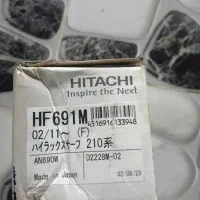 HITACHI
Inspire the Next
HF691M
4516916133948
02/11～ (F)
ハイラックスサーフ 210系
AN690W D2228M-02
Made in Japan 02/08/23